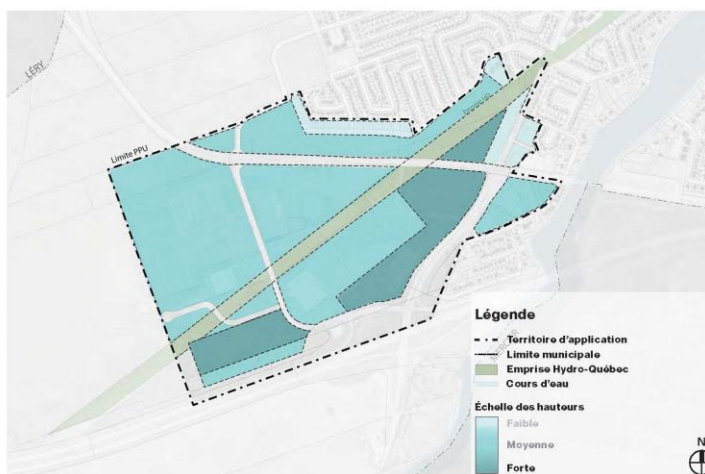 LÉRY
Limite PPU
MERCIER
Légende
Territoire d'application
Limite municipale
Emprise Hydro-Québec
Cours d'eau
Échelle des hauteurs
Faible
Moyenne
Forte
N